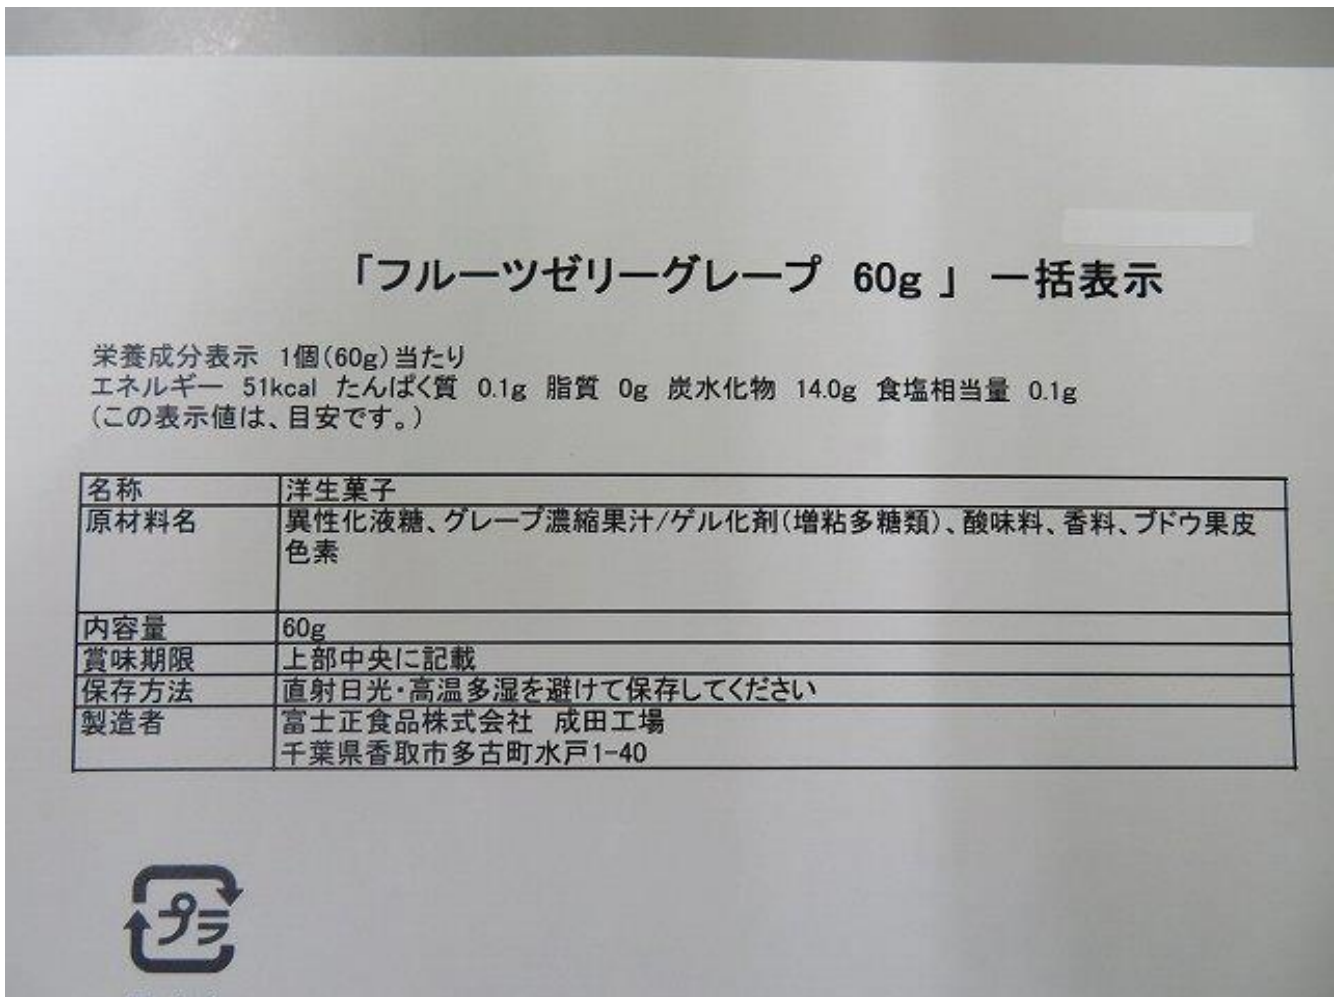 「フルーツゼリーグレープ 60g 」 一括表示
栄養成分表示 1個(60g)当たり
エネルギー 51kcal たんぱく質 0.1g 脂質 0g 炭水化物 14.0g 食塩相当量 0.1g
(この表示値は、目安です。)
名称 洋生菓子
原材料名 異性化液糖、グレープ濃縮果汁/ゲル化剤(増粘多糖類)、酸味料、香料、ブドウ果皮
色素
内容量 60g
賞味期限 上部中央に記載
保存方法 直射日光・高温多湿を避けて保存してください
製造者 富士正食品株式会社 成田工場
千葉県香取市多古町水戸1-40
プラ